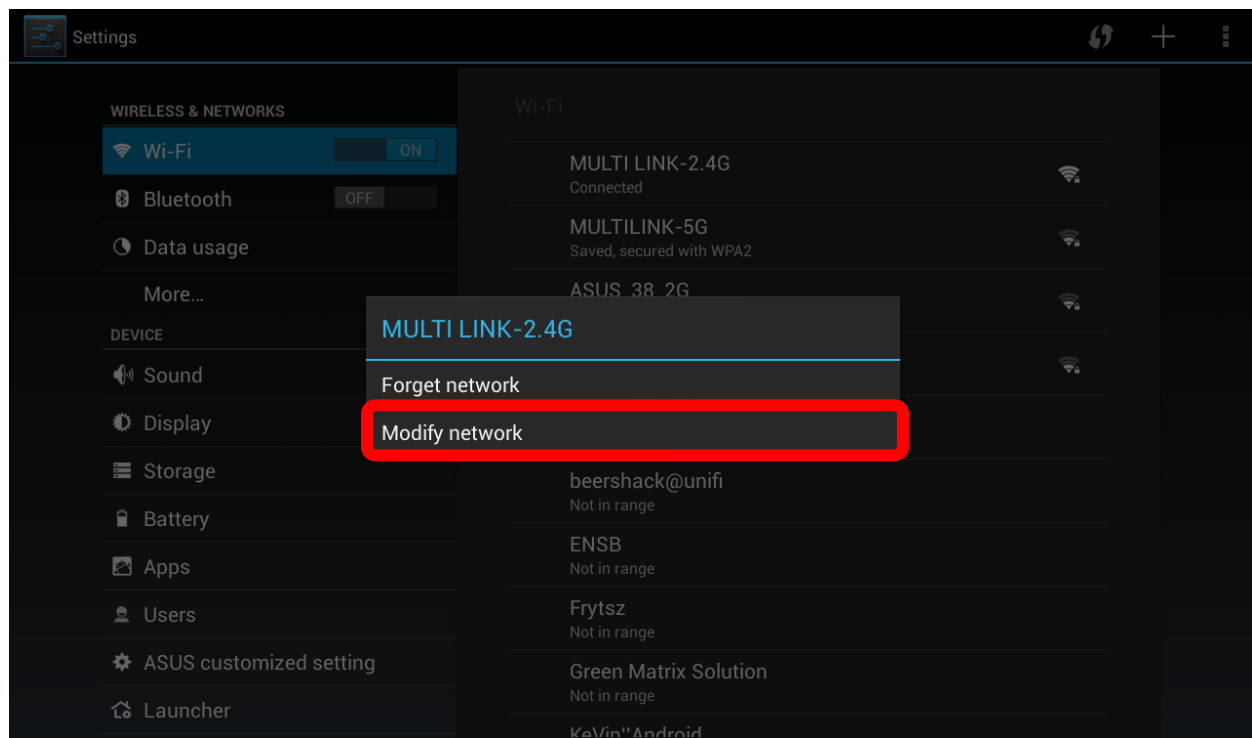 Settings
WIRELESS & NETWORKS
Wi-Fi
ON
Bluetooth
OFF
Data usage
More...
DEVICE
Sound
Display
Storage
Battery
Apps
Users
ASUS customized setting
Launcher
Wi-Fi
MULTI LINK-2.4G
Connected
MULTILINK-5G
Saved, secured with WPA2
ASUS_38_2G
MULTI LINK-2.4G
Forget network
Modify network
beershack@unifi
Not in range
ENSB
Not in range
Frytsz
Not in range
Green Matrix Solution
Not in range
KeVin''Android